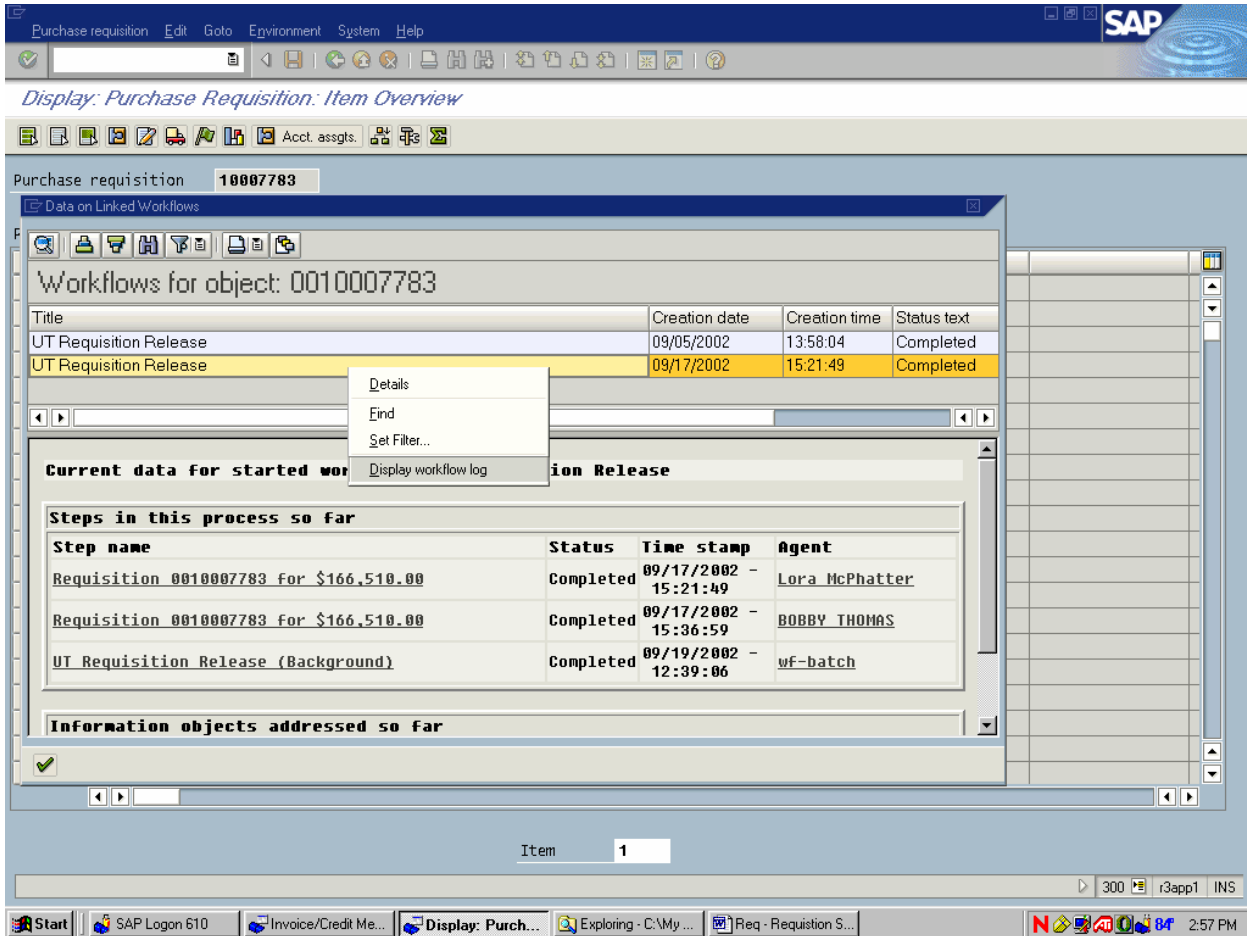 Purchase requisition Edit Goto Environment System Help
SAP
Display: Purchase Requisition: Item Overview
Acct. assgts.
Purchase requisition 10007783
Data on Linked Workflows
Workflows for object: 0010007783
Title Creation date Creation time Status text
UT Requisition Release 09/05/2002 13:58:04 Completed
UT Requisition Release 09/17/2002 15:21:49 Completed
Details
Find
Set Filter...
Display workflow log
Current data for started wor ion Release
Steps in this process so far
Step name Status Time stamp Agent
Requisition 0010007783 for $166,510.00 Completed 09/17/2002 - 15:21:49 Lora McPhatter
Requisition 0010007783 for $166,510.00 Completed 09/17/2002 - 15:36:59 BOBBY THOMAS
UT Requisition Release (Background) Completed 09/19/2002 - 12:39:06 wf-batch
Information objects addressed so far
Item 1
300 r3app1 INS
Start SAP Logon 610 Invoice/Credit Me... Display: Purch... Exploring - C:\My ... Req - Requistion S... 84° 2:57 PM